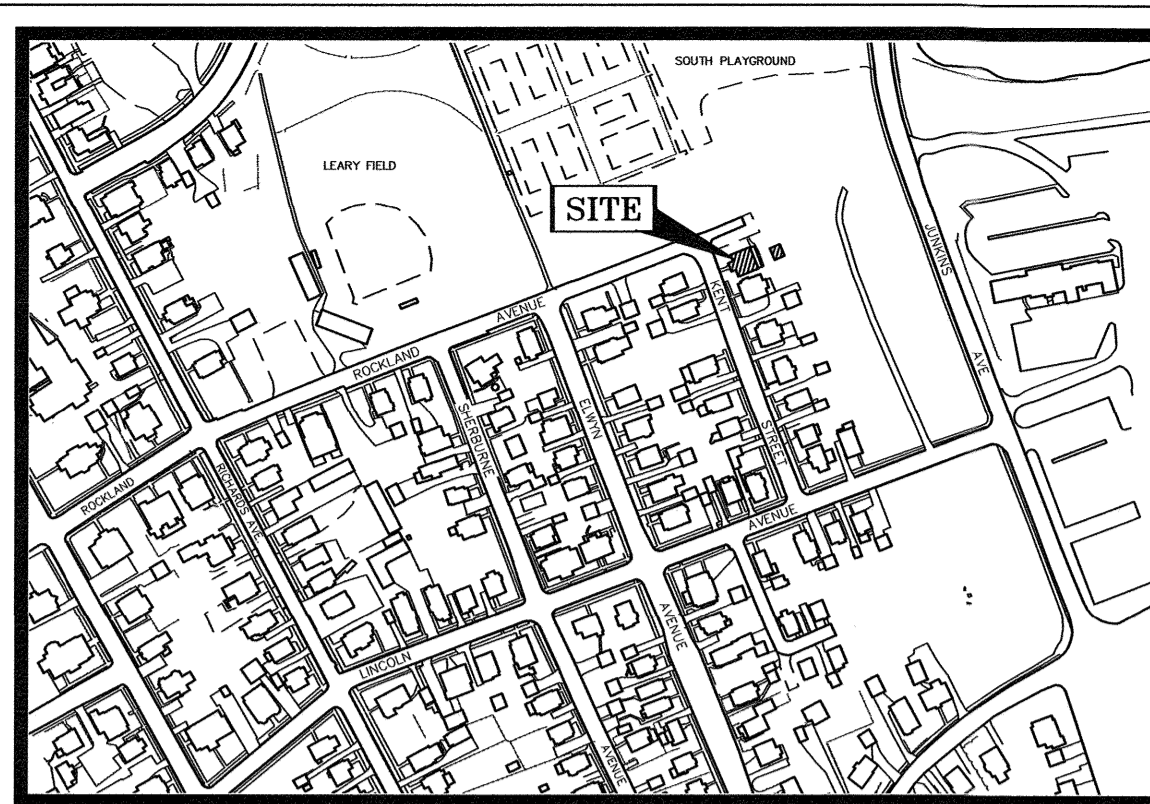 SOUTH PLAYGROUND
LEARY FIELD
SITE
JUNKINS
AVE
KENT
STREET
ROCKLAND
AVENUE
SHERBURNE
ELWYN
AVENUE
ROCKLAND
RICHARDS AVE.
LINCOLN
AVENUE
AVENUE